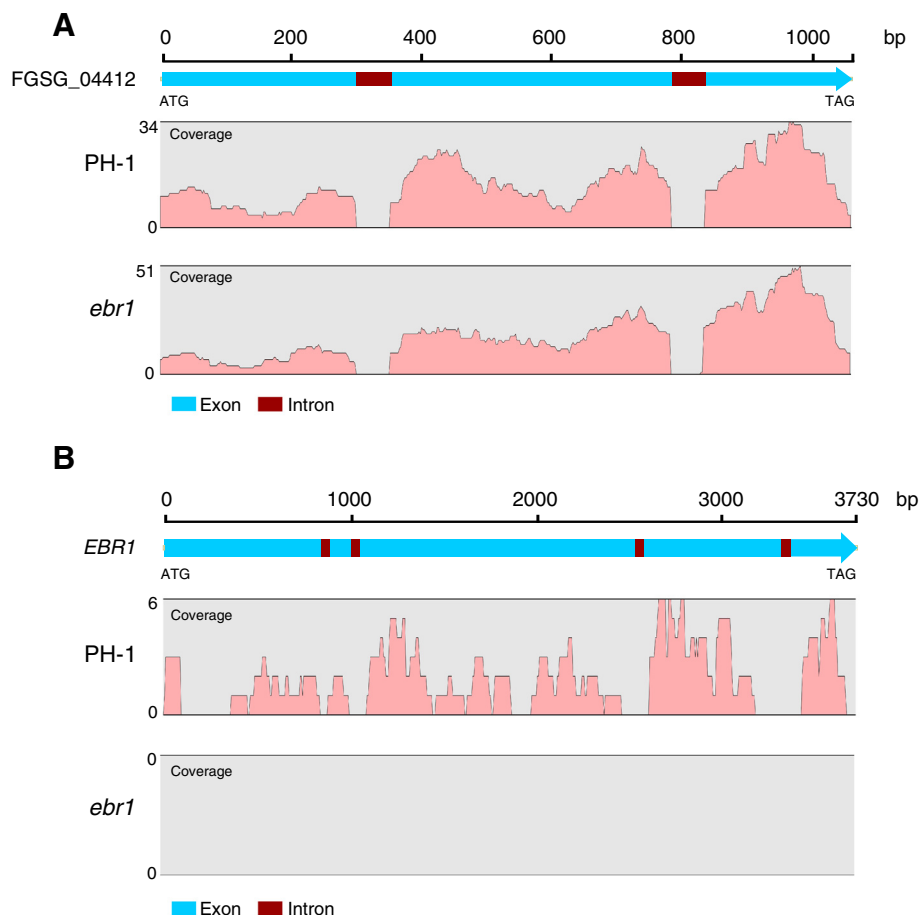 A
0 200 400 600 800 1000 bp
FGSG_04412
ATG TAG
34
Coverage
PH-1
0
51
Coverage
ebr1
0
Exon Intron
B
0 1000 2000 3000 3730 bp
EBR1
ATG TAG
6
Coverage
PH-1
0
0
Coverage
ebr1
0
Exon Intron